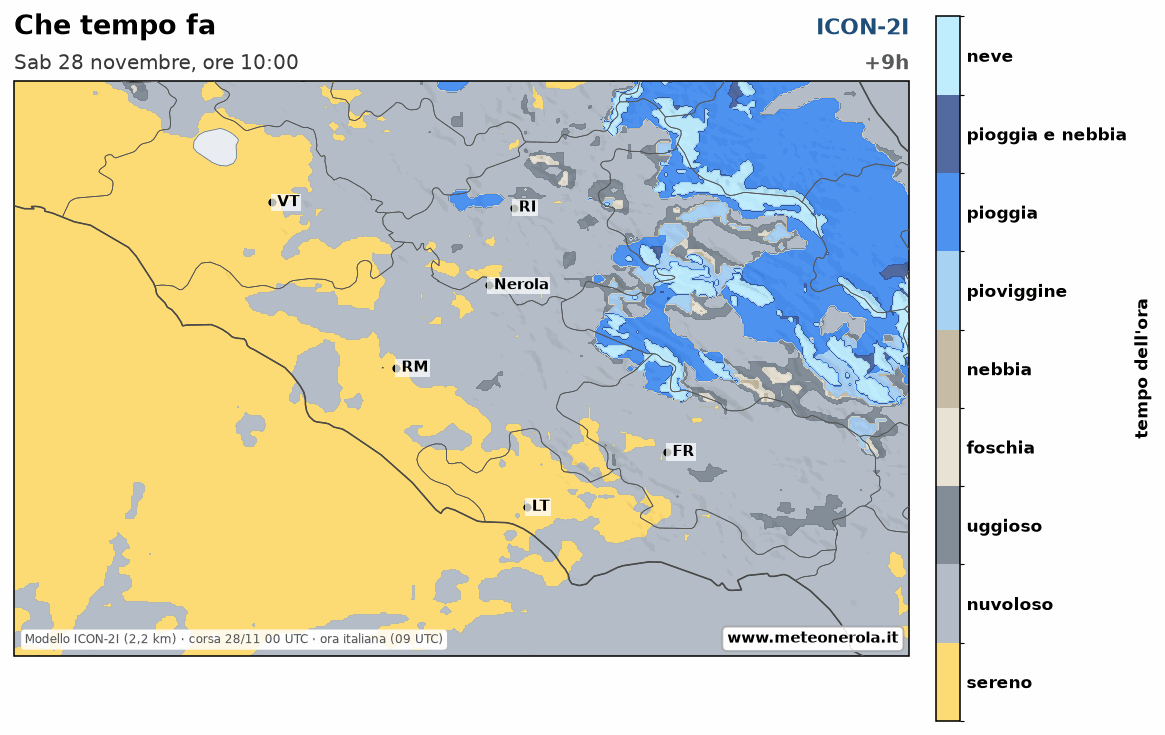 Che tempo fa
ICON-2I
Sab 28 novembre, ore 10:00
+9h
VT
RI
Nerola
RM
FR
LT
Modello ICON-2I (2,2 km) · corsa 28/11 00 UTC · ora italiana (09 UTC)
www.meteonerola.it
neve
pioggia e nebbia
pioggia
pioviggine
nebbia
foschia
uggioso
nuvoloso
sereno
tempo dell'ora